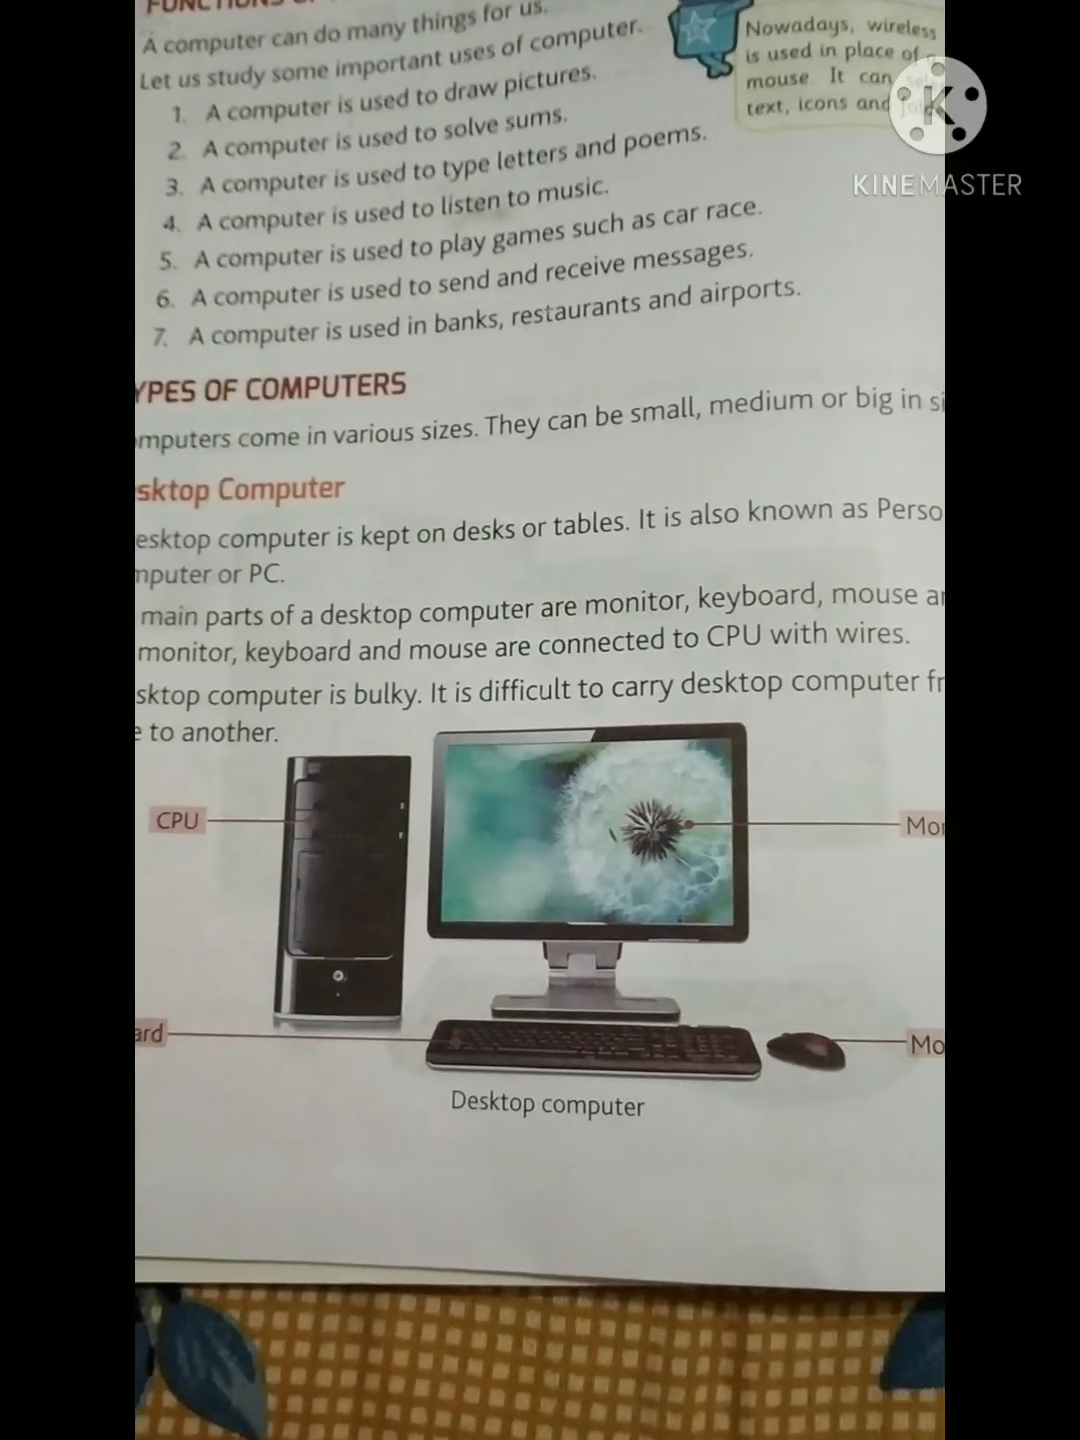 A computer can do many things for us.
Let us study some important uses of computer.
1. A computer is used to draw pictures.
2. A computer is used to solve sums.
3. A computer is used to type letters and poems.
4. A computer is used to listen to music.
5. A computer is used to play games such as car race.
6. A computer is used to send and receive messages.
7. A computer is used in banks, restaurants and airports.
Nowadays, wireless
is used in place of
mouse. It can
text, icons and
K
KINEMASTER
YPES OF COMPUTERS
omputers come in various sizes. They can be small, medium or big in si
sktop Computer
esktop computer is kept on desks or tables. It is also known as Perso
mputer or PC.
main parts of a desktop computer are monitor, keyboard, mouse an
monitor, keyboard and mouse are connected to CPU with wires.
sktop computer is bulky. It is difficult to carry desktop computer fr
e to another.
CPU
Mon
ard
Mo
Desktop computer